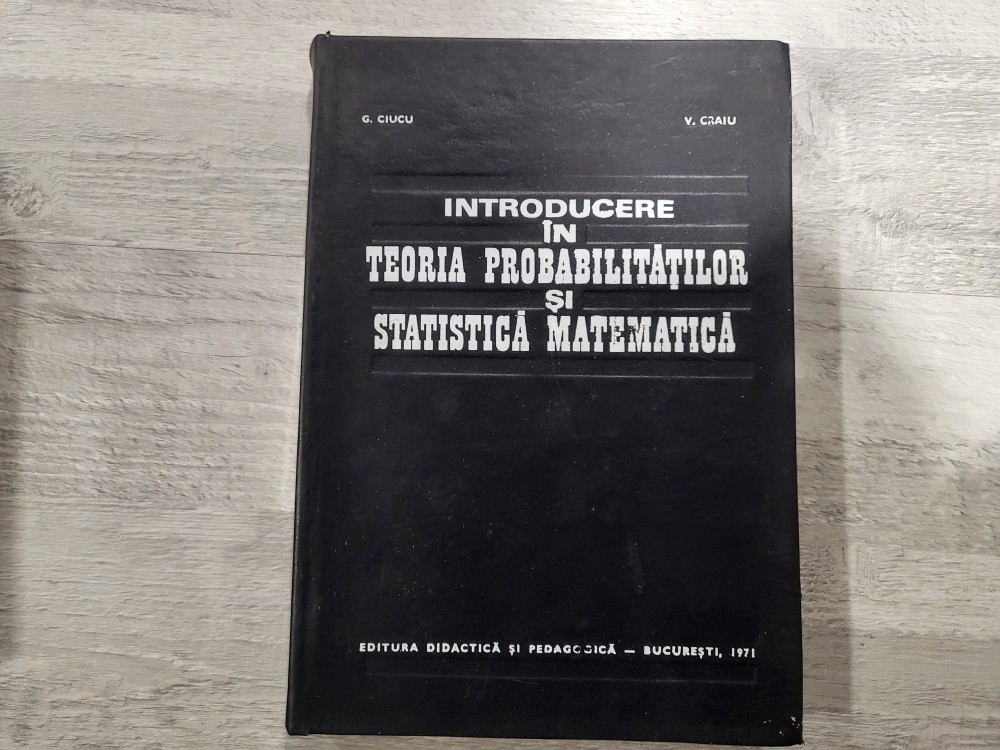 G. CIUCU V. CRAIU
INTRODUCERE
ÎN
TEORIA PROBABILITĂȚILOR
ȘI
STATISTICĂ MATEMATICĂ
EDITURA DIDACTICĂ ȘI PEDAGOGICĂ — BUCUREȘTI, 1971